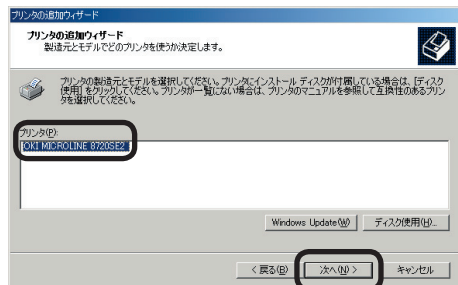 プリンタの追加ウィザード
プリンタの追加ウィザード
製造元とモデルでどのプリンタを使うか決定します。
プリンタの製造元とモデルを選択してください。プリンタにインストール ディスクが付属している場合は、[ディスク
使用] をクリックしてください。プリンタが一覧にない場合は、プリンタのマニュアルを参照して互換性のあるプリン
タを選択してください。
プリンタ(P):
OKI MICROLINE 8720SE2
Windows Update(W)
ディスク使用(H)...
< 戻る(B)
次へ(N) >
キャンセル